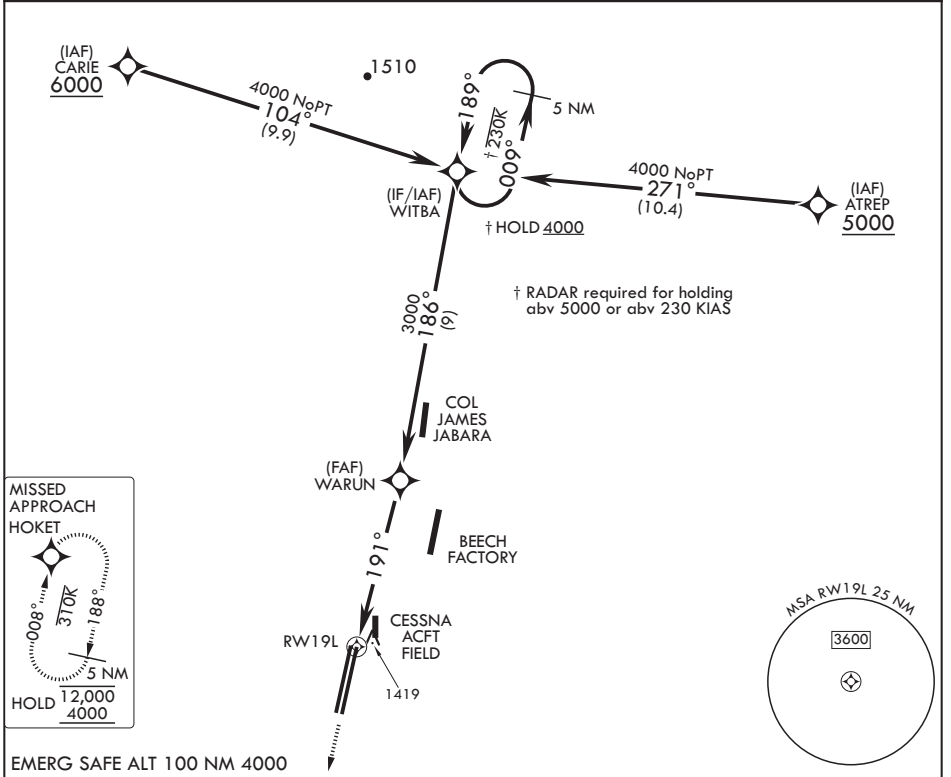 (IAF)
CARIE
6000
1510
4000 NoPT
104°
(9.9)
189°
† 230K
009°
5 NM
(IF/IAF)
WITBA
† HOLD 4000
4000 NoPT
271°
(10.4)
(IAF)
ATREP
5000
† RADAR required for holding
abv 5000 or abv 230 KIAS
3000
186°
(9)
COL
JAMES
JABARA
(FAF)
WARUN
BEECH
FACTORY
191°
RW19L
CESSNA
ACFT
FIELD
1419
MISSED
APPROACH
HOKET
008°
310K
188°
5 NM
HOLD 12,000
4000
MSA RW19L 25 NM
3600
EMERG SAFE ALT 100 NM 4000